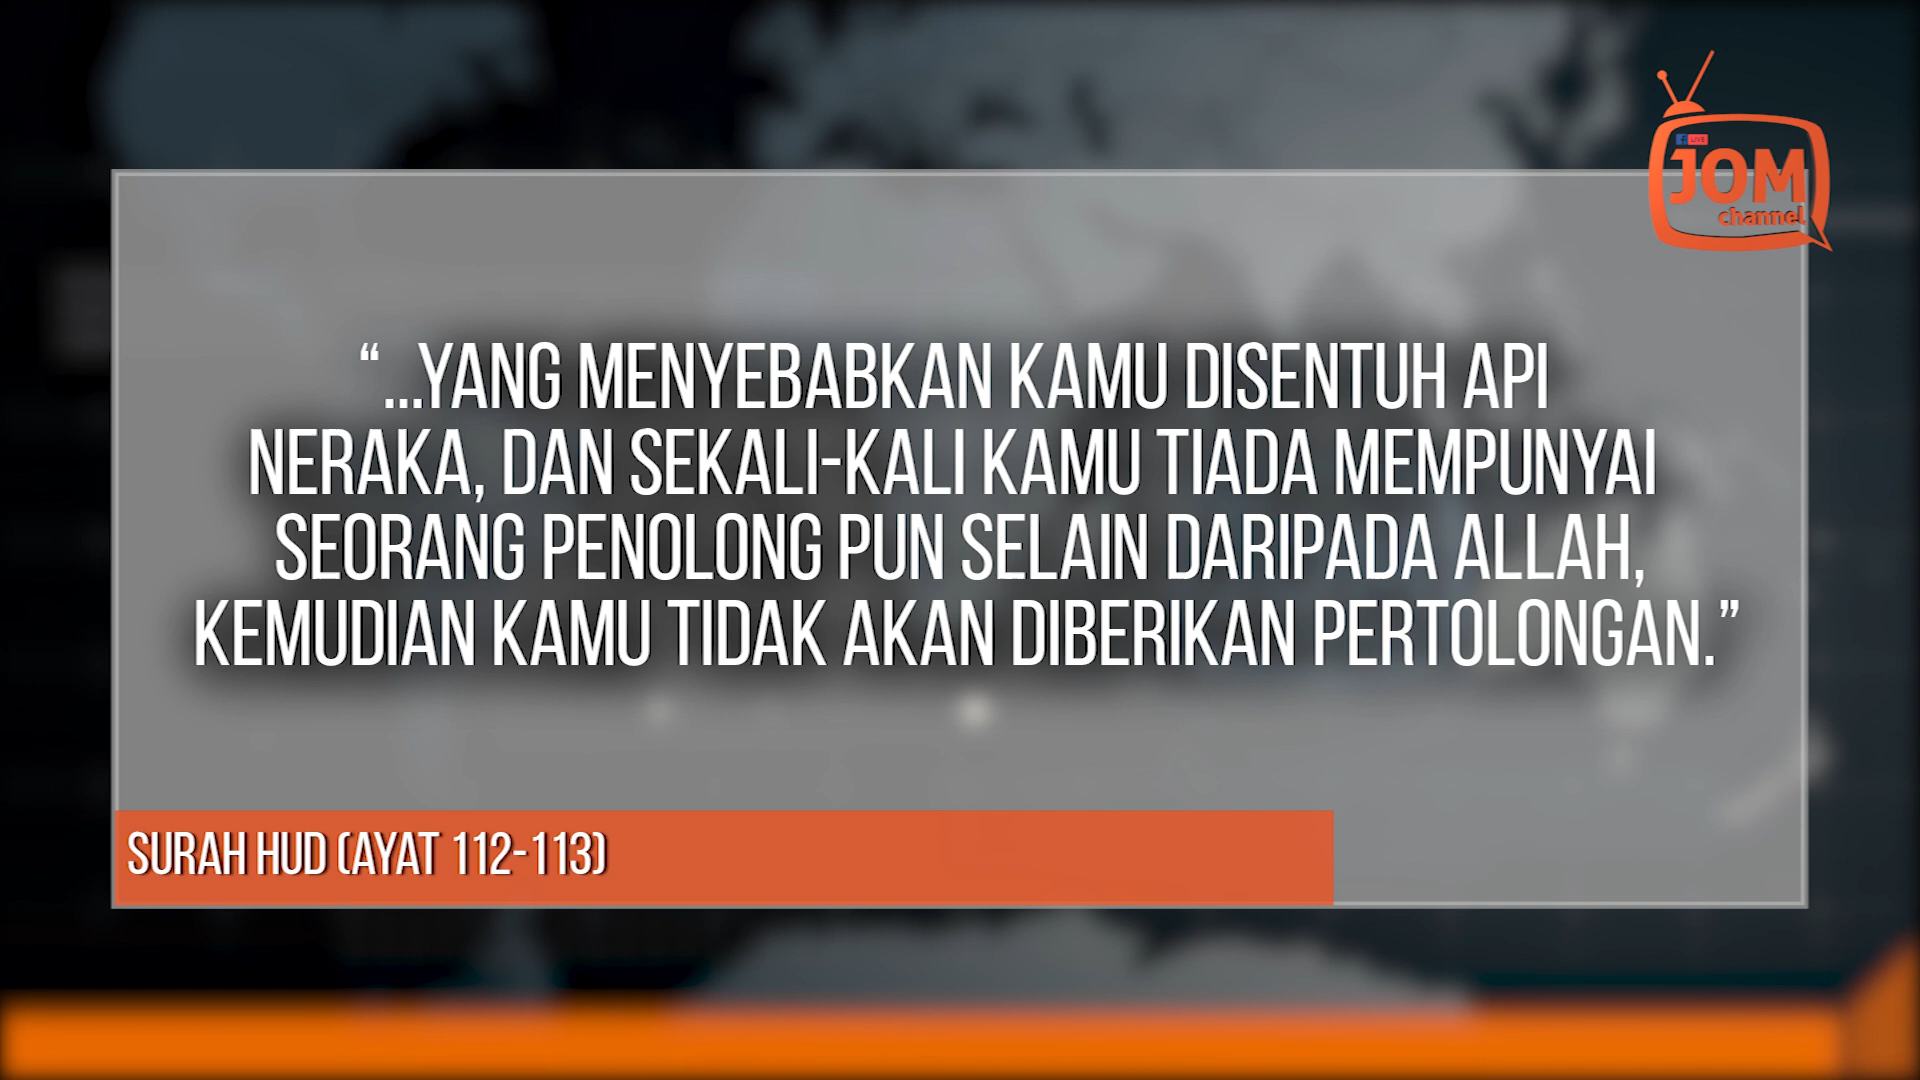 LIVE
JOM
channel
“...YANG MENYEBABKAN KAMU DISENTUH API
NERAKA, DAN SEKALI-KALI KAMU TIADA MEMPUNYAI
SEORANG PENOLONG PUN SELAIN DARIPADA ALLAH,
KEMUDIAN KAMU TIDAK AKAN DIBERIKAN PERTOLONGAN.”
SURAH HUD (AYAT 112-113)